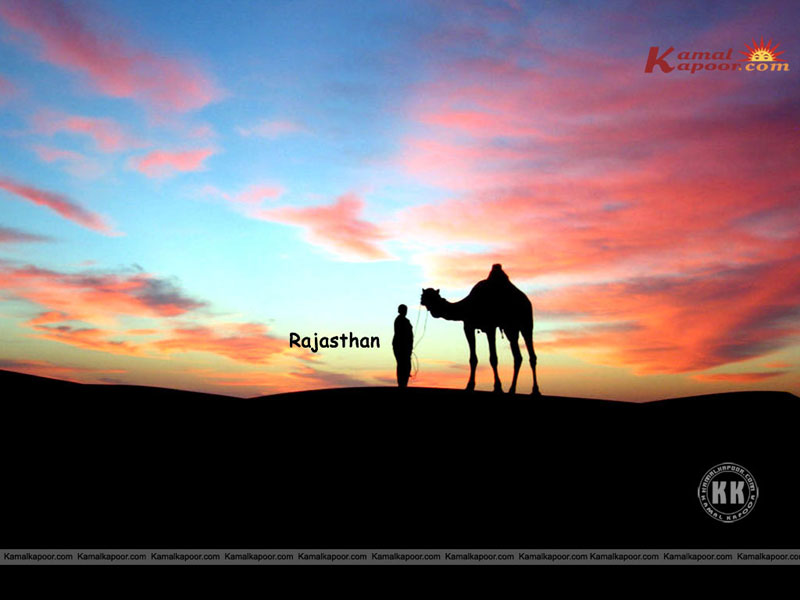 Kamal
Kapoor.com
Rajasthan
KAMALKAPOOR.COM
KK
KAMAL KAPOOR
Kamalkapoor.com Kamalkapoor.com Kamalkapoor.com Kamalkapoor.com Kamalkapoor.com Kamalkapoor.com Kamalkapoor.com Kamalkapoor.com Kamalkapoor.com Kamalkapoor.com Kamalkapoor.com